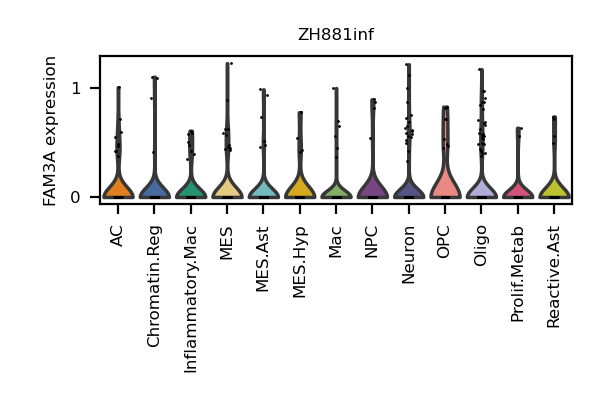 ZH881inf
FAM3A expression
1
0
AC
Chromatin.Reg
Inflammatory.Mac
MES
MES.Ast
MES.Hyp
Mac
NPC
Neuron
OPC
Oligo
Prolif.Metab
Reactive.Ast